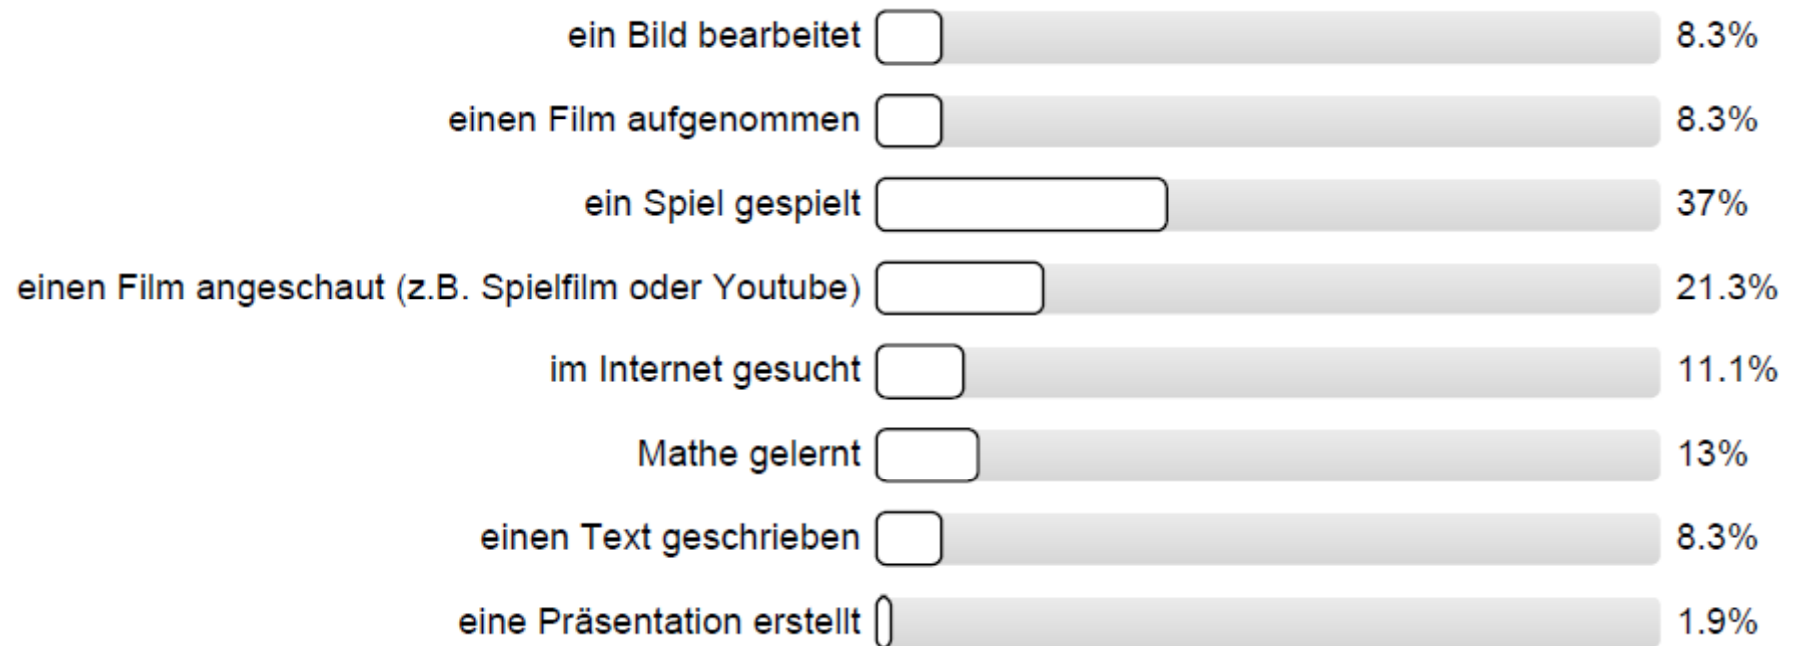 ein Bild bearbeitet 8.3%
einen Film aufgenommen 8.3%
ein Spiel gespielt 37%
einen Film angeschaut (z.B. Spielfilm oder Youtube) 21.3%
im Internet gesucht 11.1%
Mathe gelernt 13%
einen Text geschrieben 8.3%
eine Präsentation erstellt 1.9%